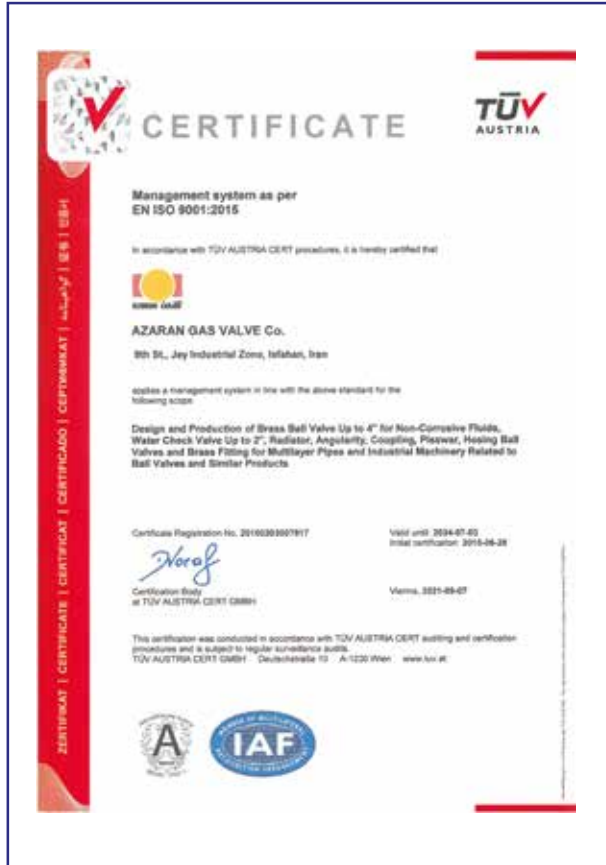 CERTIFICATE
TÜV
AUSTRIA
Management system as per
EN ISO 9001:2015
In accordance with TÜV AUSTRIA CERT procedures, it is hereby certified that
AZARAN GAS VALVE Co.
8th St., Jey Industrial Zone, Isfahan, Iran
applies a management system in line with the above standard for the
following scope
Design and Production of Brass Ball Valve Up to 4" for Non-Corrosive Fluids,
Water Check Valve Up to 2", Radiator, Angularity, Coupling, Hosing Ball
Valves and Brass Fitting for Multilayer Pipes and Industrial Machinery Related to
Ball Valves and Similar Products
Certificate Registration No.
Valid until:
Initial certification:
Certification Body
at TÜV AUSTRIA CERT GMBH
Vienna,
This certification was conducted in accordance with TÜV AUSTRIA CERT auditing and certification
procedures and is subject to regular surveillance audits.
TÜV AUSTRIA CERT GMBH Deutschstraße 10 A-1230 Wien www.tuv.at
ZERTIFIKAT | CERTIFICATE | CERTIFICAT | CERTIFICADO | СЕРТИФИКАТ
A
IAF